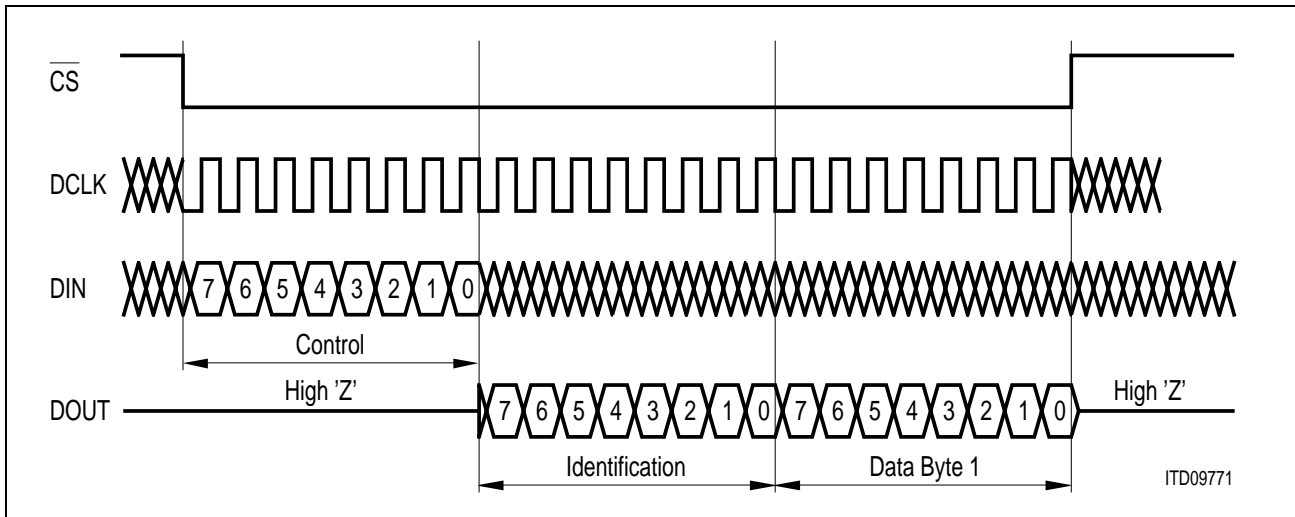 C̅S̅
DCLK
DIN 7 6 5 4 3 2 1 0
Control
High 'Z' High 'Z'
DOUT 7 6 5 4 3 2 1 0 7 6 5 4 3 2 1 0
Identification Data Byte 1
ITD09771